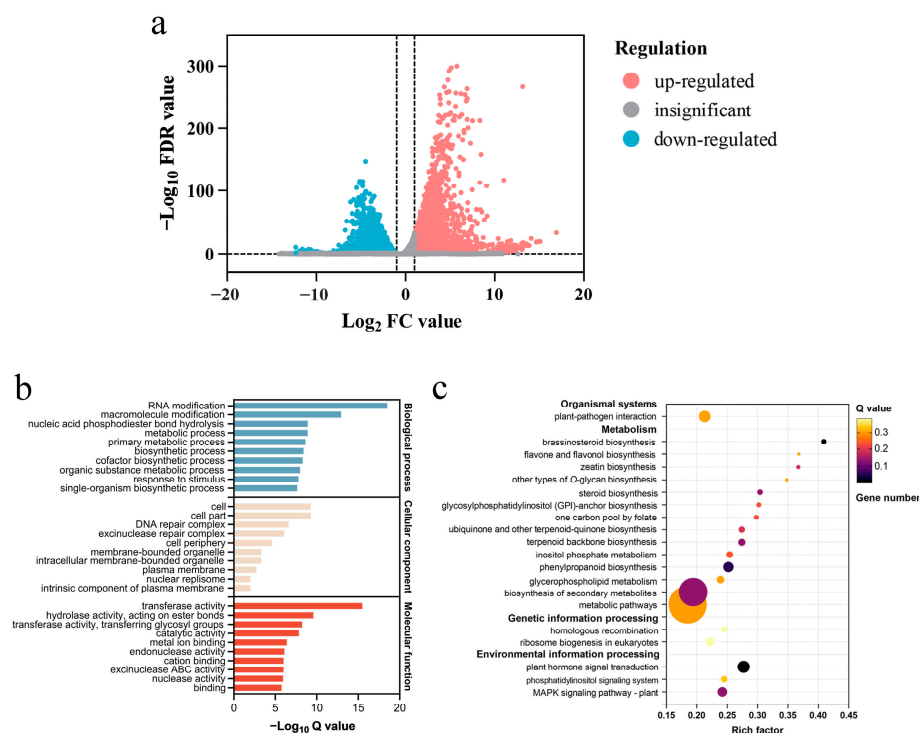 a
Regulation
up-regulated
insignificant
down-regulated
−Log10 FDR value
300
200
100
0
−20
−10
0
10
20
Log2 FC value
b
RNA modification
macromolecule modification
nucleic acid phosphodiester bond hydrolysis
metabolic process
primary metabolic process
biosynthetic process
cofactor biosynthetic process
organic substance metabolic process
response to stimulus
single-organism biosynthetic process
Biological process
cell
cell part
DNA repair complex
excinuclease repair complex
cell periphery
membrane-bounded organelle
intracellular membrane-bounded organelle
plasma membrane
nuclear replisome
intrinsic component of plasma membrane
Cellular component
transferase activity
hydrolase activity, acting on ester bonds
transferase activity, transferring glycosyl groups
catalytic activity
metal ion binding
endonuclease activity
cation binding
excinuclease ABC activity
nuclease activity
binding
Molecular function
0
5
10
15
20
−Log10 Q value
c
Organismal systems
plant-pathogen interaction
Metabolism
brassinosteroid biosynthesis
flavone and flavonol biosynthesis
zeatin biosynthesis
other types of O-glycan biosynthesis
steroid biosynthesis
glycosylphosphatidylinositol (GPI)-anchor biosynthesis
one carbon pool by folate
ubiquinone and other terpenoid-quinone biosynthesis
terpenoid backbone biosynthesis
inositol phosphate metabolism
phenylpropanoid biosynthesis
glycerophospholipid metabolism
biosynthesis of secondary metabolites
metabolic pathways
Genetic information processing
homologous recombination
ribosome biogenesis in eukaryotes
Environmental information processing
plant hormone signal transduction
phosphatidylinositol signaling system
MAPK signaling pathway - plant
0.15
0.20
0.25
0.30
0.35
0.40
0.45
Rich factor
Q value
0.3
0.2
0.1
Gene number